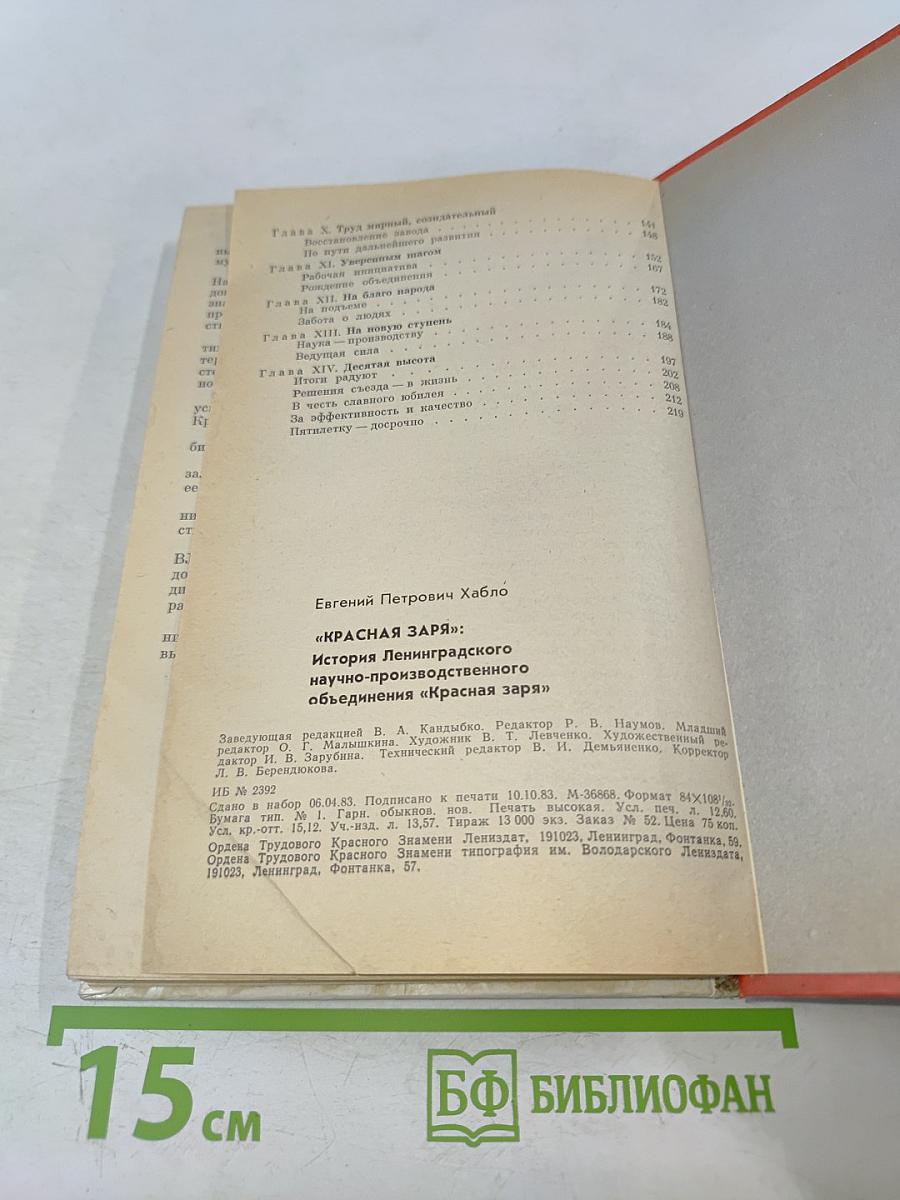 Глава X. Труд мирный, созидательный
Восстановление завода . . . . . . . . . . 141
По пути дальнейшего развития . . . . . . . 148
Глава XI. Уверенным шагом
Рабочая инициатива . . . . . . . . . . 152
Рождение объединения . . . . . . . . . . 167
Глава XII. На благо народа
На подъеме . . . . . . . . . . 172
Забота о людях . . . . . . . . . . 182
Глава XIII. На новую ступень
Наука — производству . . . . . . . . . . 184
Ведущая сила . . . . . . . . . . 188
Глава XIV. Десятая высота
Итоги радуют . . . . . . . . . . 197
Решения съезда — в жизнь . . . . . . . . . . 202
В честь славного юбилея . . . . . . . . . . 208
За эффективность и качество . . . . . . . . . . 212
Пятилетку — досрочно . . . . . . . . . . 219
Евгений Петрович Хабло
«КРАСНАЯ ЗАРЯ»:
История Ленинградского
научно-производственного
объединения «Красная заря»
Заведующая редакцией В. А. Кандыбко. Редактор Р. В. Наумов. Младший
редактор О. Г. Малышкина. Художник В. Т. Левченко. Художественный ре-
дактор И. В. Зарубина. Технический редактор В. И. Демьяненко. Корректор
Л. В. Берендюкова.
ИБ № 2392
Сдано в набор 06.04.83. Подписано к печати 10.10.83. М-36868. Формат 84×108¹/₃₂.
Бумага тип. № 1. Гарн. обыкнов. нов. Печать высокая. Усл. печ. л. 12,60.
Усл. кр.-отт. 15,12. Уч.-изд. л. 13,57. Тираж 13 000 экз. Заказ № 52. Цена 75 коп.
Ордена Трудового Красного Знамени Лениздат, 191023, Ленинград, Фонтанка, 59.
Ордена Трудового Красного Знамени типография им. Володарского Лениздата,
191023, Ленинград, Фонтанка, 57.
15 см
БФ БИБЛИОФАН